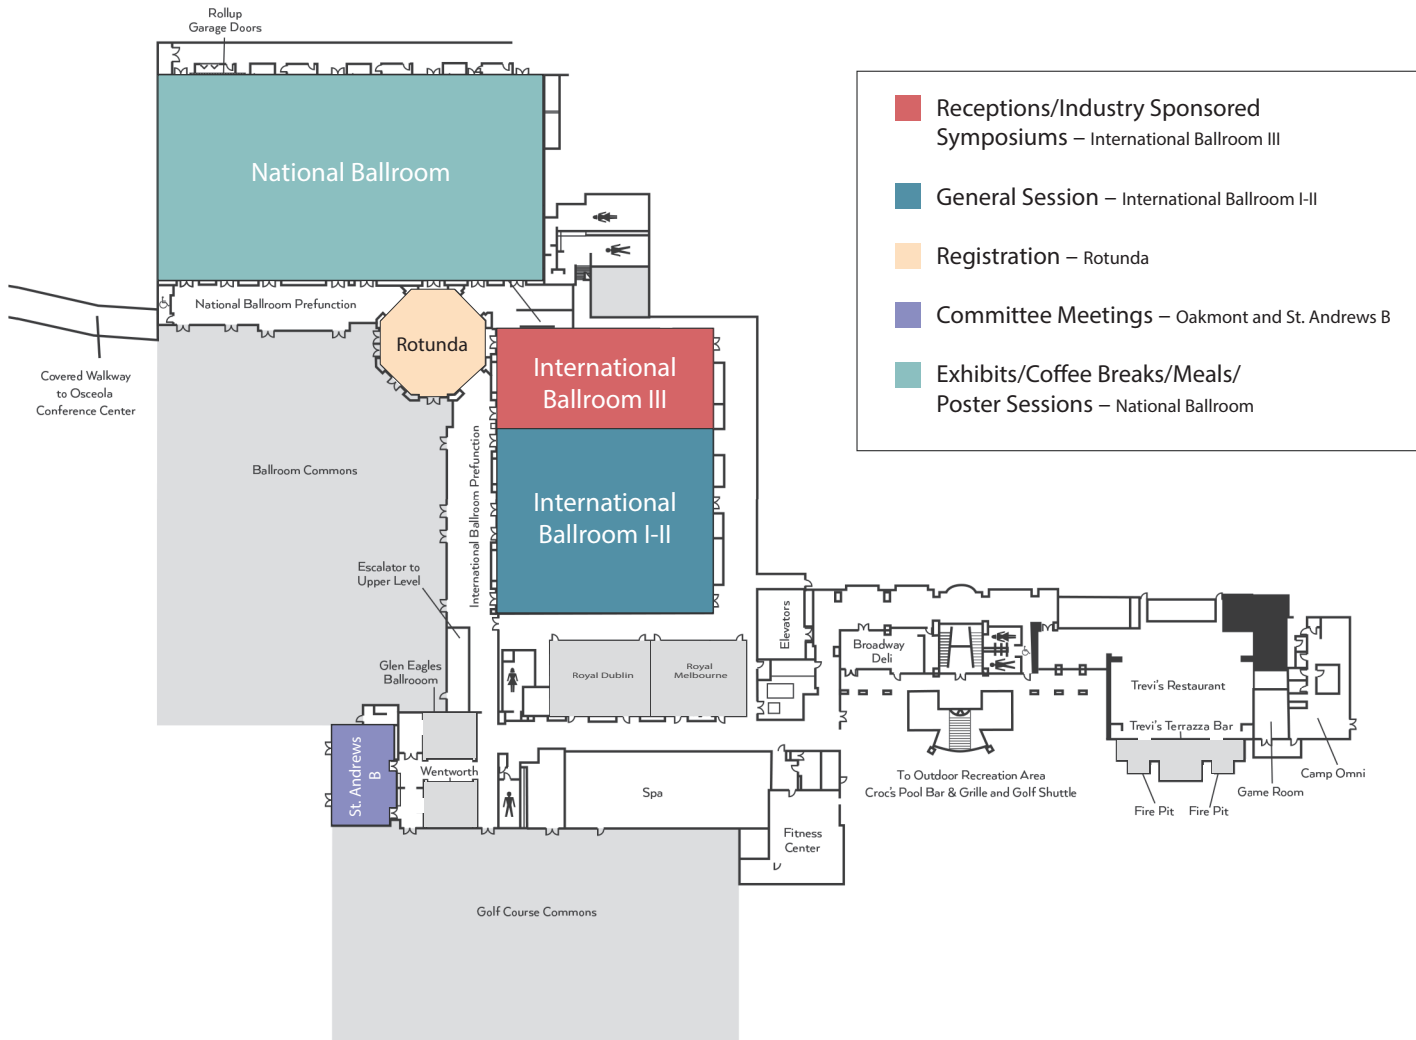 Rollup
Garage Doors
National Ballroom
Receptions/Industry Sponsored
Symposiums – International Ballroom III
General Session – International Ballroom I-II
Registration – Rotunda
Committee Meetings – Oakmont and St. Andrews B
Exhibits/Coffee Breaks/Meals/
Poster Sessions – National Ballroom
National Ballroom Prefunction
Rotunda
International
Ballroom III
Covered Walkway
to Osceola
Conference Center
Ballroom Commons
International Ballroom Prefunction
International
Ballroom I-II
Escalator to
Upper Level
Elevators
Broadway
Deli
Glen Eagles
Ballrooom
Royal Dublin
Royal
Melbourne
Trevi's Restaurant
Trevi's Terrazza Bar
St. Andrews
B
Wentworth
Spa
To Outdoor Recreation Area
Croc's Pool Bar & Grille and Golf Shuttle
Camp Omni
Game Room
Fire Pit
Fire Pit
Fitness
Center
Golf Course Commons